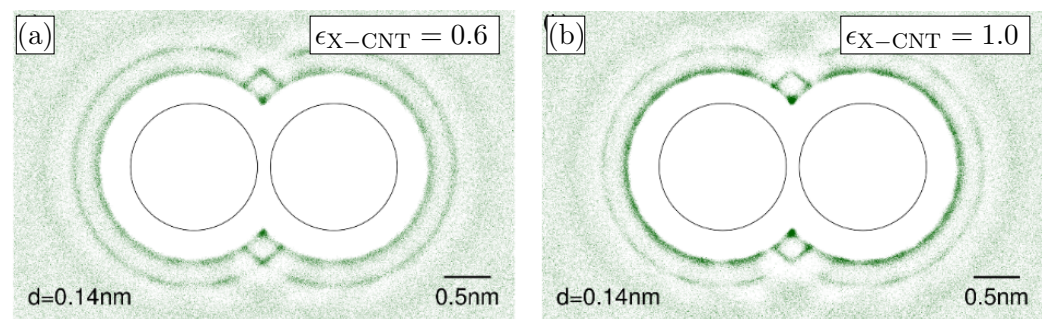 (a)
ϵX−CNT = 0.6
d=0.14nm
0.5nm
(b)
ϵX−CNT = 1.0
d=0.14nm
0.5nm